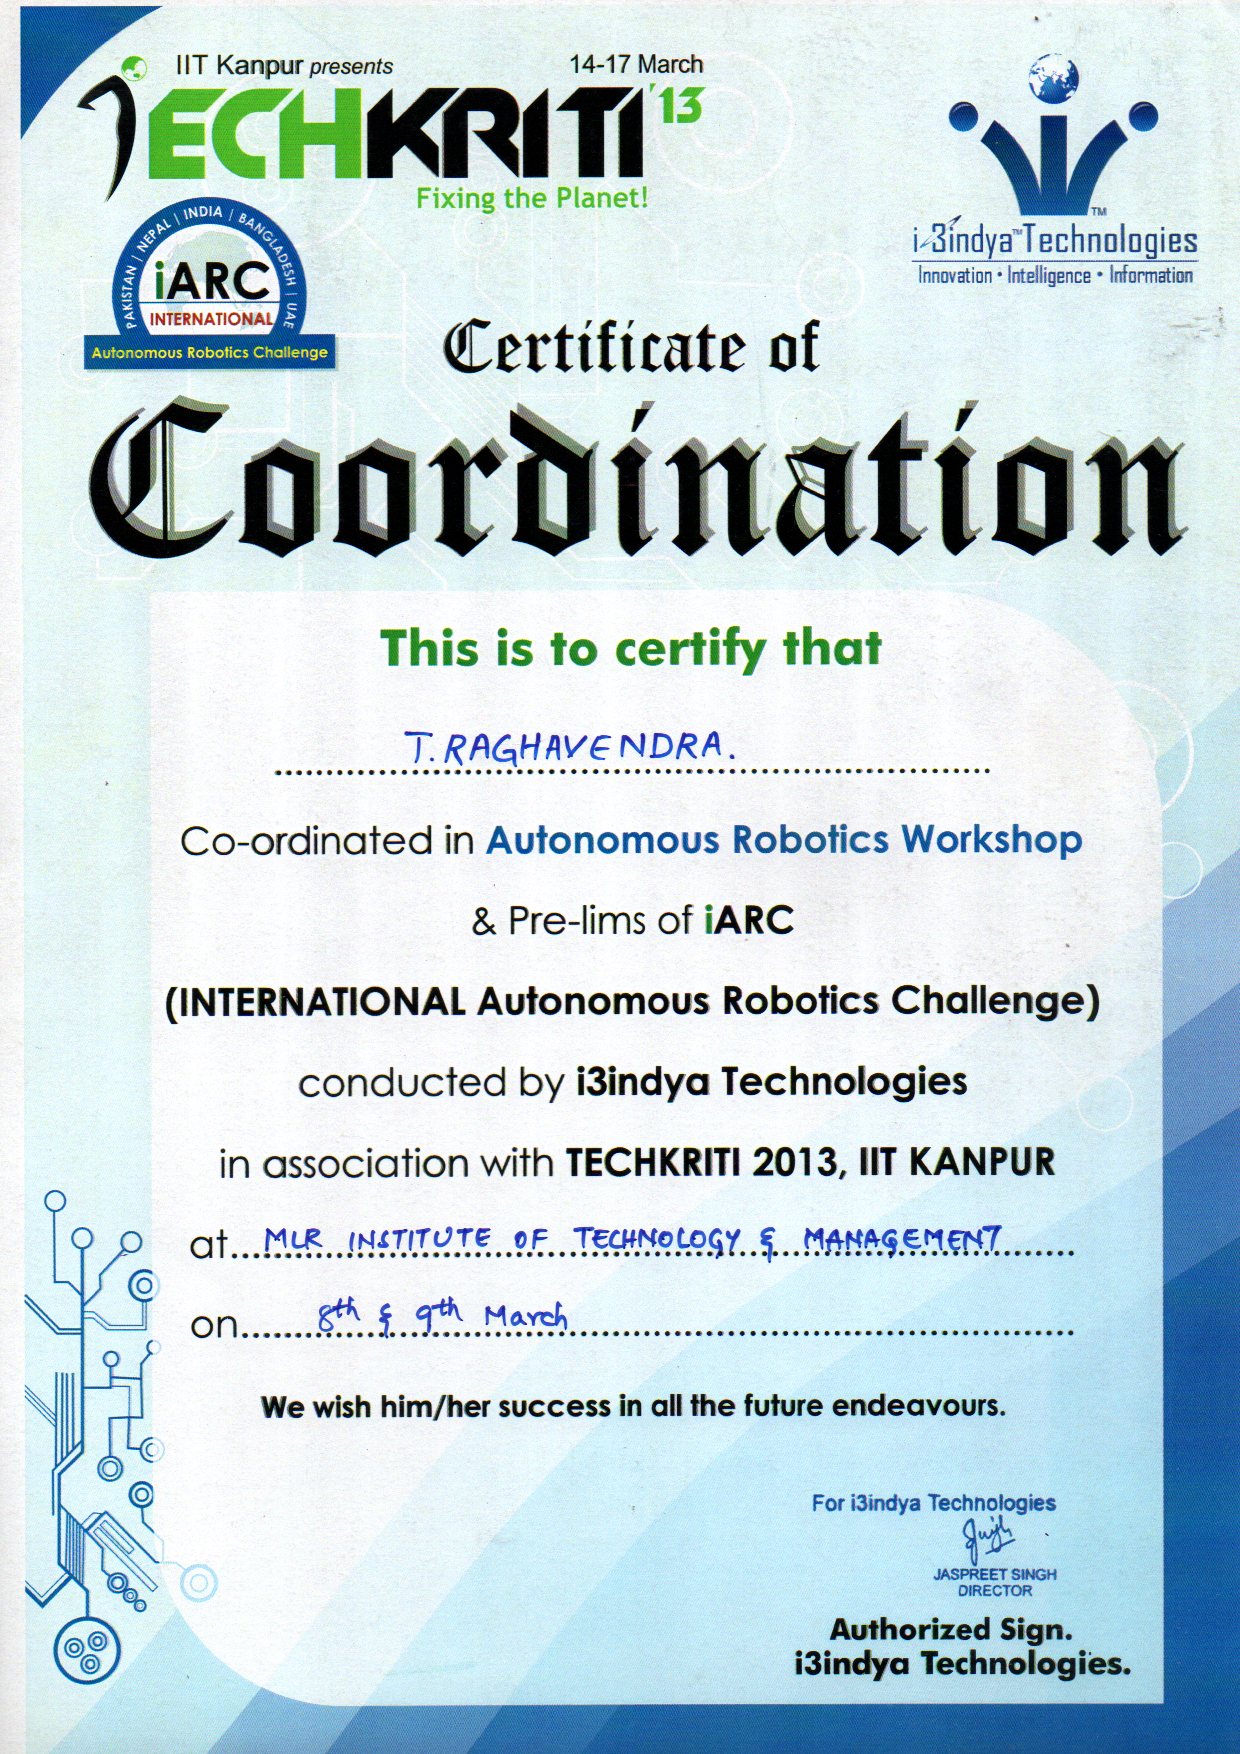 IIT Kanpur presents
14-17 March
TECHKRITI'13
Fixing the Planet!
PAKISTAN | NEPAL | INDIA | BANGLADESH | UAE
iARC
INTERNATIONAL
Autonomous Robotics Challenge
TM
i3indya™Technologies
Innovation • Intelligence • Information
Certificate of
Coordination
This is to certify that
T. RAGHAVENDRA.
Co-ordinated in Autonomous Robotics Workshop
& Pre-lims of iARC
(INTERNATIONAL Autonomous Robotics Challenge)
conducted by i3indya Technologies
in association with TECHKRITI 2013, IIT KANPUR
at...MLR INSTITUTE OF TECHNOLOGY & MANAGEMENT
on...8th & 9th March
We wish him/her success in all the future endeavours.
For i3indya Technologies
JASPREET SINGH
DIRECTOR
Authorized Sign.
i3indya Technologies.